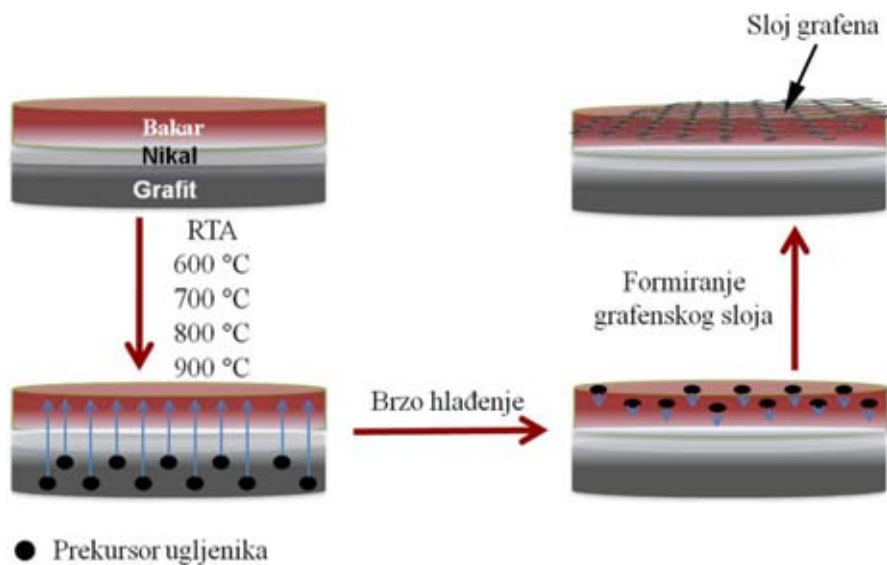 Sloj grafena
Bakar
Nikal
Grafit
RTA
600 °C
700 °C
800 °C
900 °C
Brzo hlađenje
Formiranje
grafenskog sloja
Prekursor ugljenika